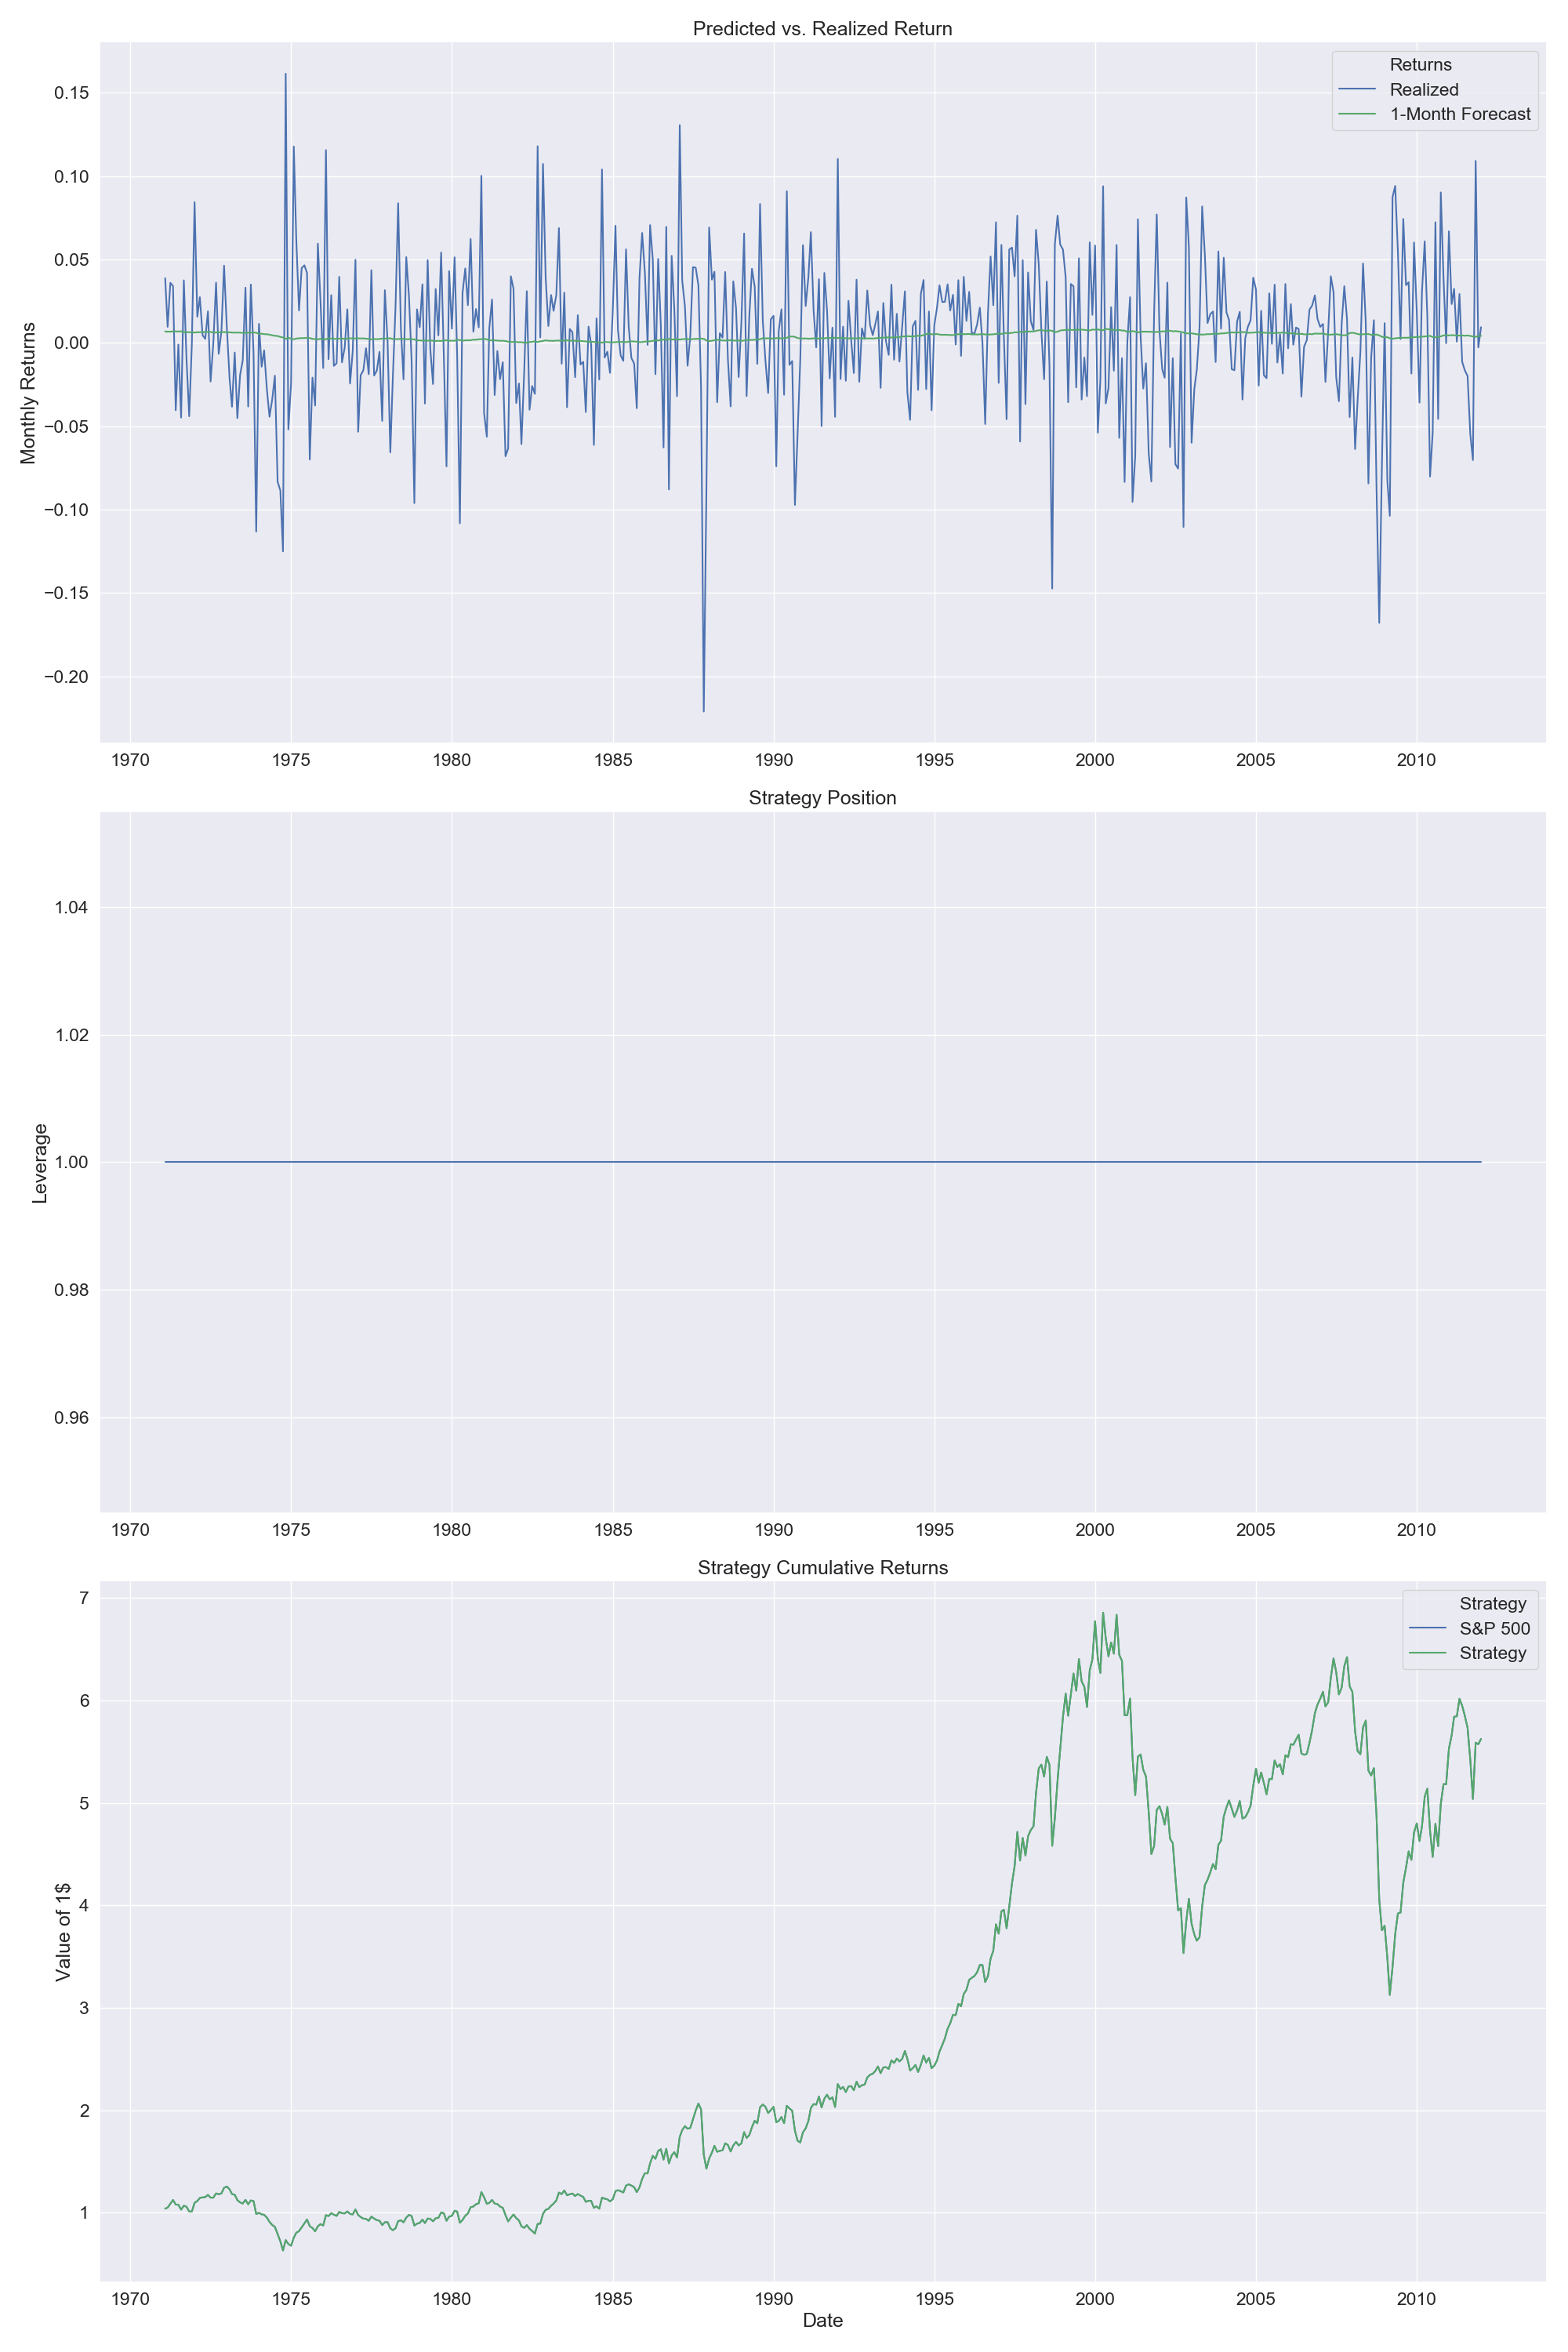 Predicted vs. Realized Return
Returns
Realized
1-Month Forecast
Monthly Returns
0.15
0.10
0.05
0.00
−0.05
−0.10
−0.15
−0.20
1970 1975 1980 1985 1990 1995 2000 2005 2010
Strategy Position
Leverage
1.04
1.02
1.00
0.98
0.96
1970 1975 1980 1985 1990 1995 2000 2005 2010
Strategy Cumulative Returns
Strategy
S&P 500
Strategy
Value of 1$
7
6
5
4
3
2
1
1970 1975 1980 1985 1990 1995 2000 2005 2010
Date